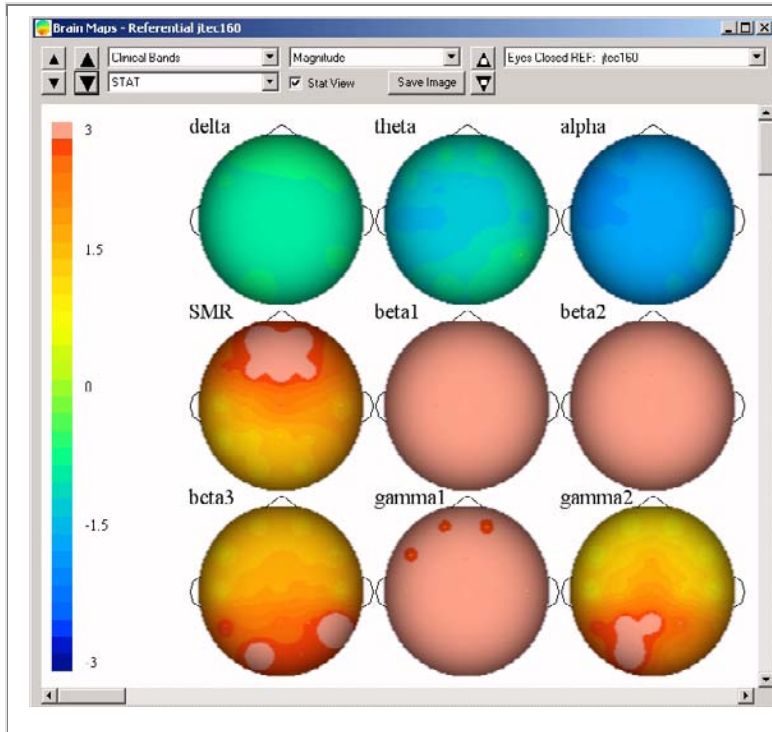 Brain Maps - Referential jtec160
Clinical Bands Magnitude Eyes Closed REF: jtec160
STAT Stat View Save Image
delta theta alpha
3
1.5
SMR beta1 beta2
0
beta3 gamma1 gamma2
-1.5
-3